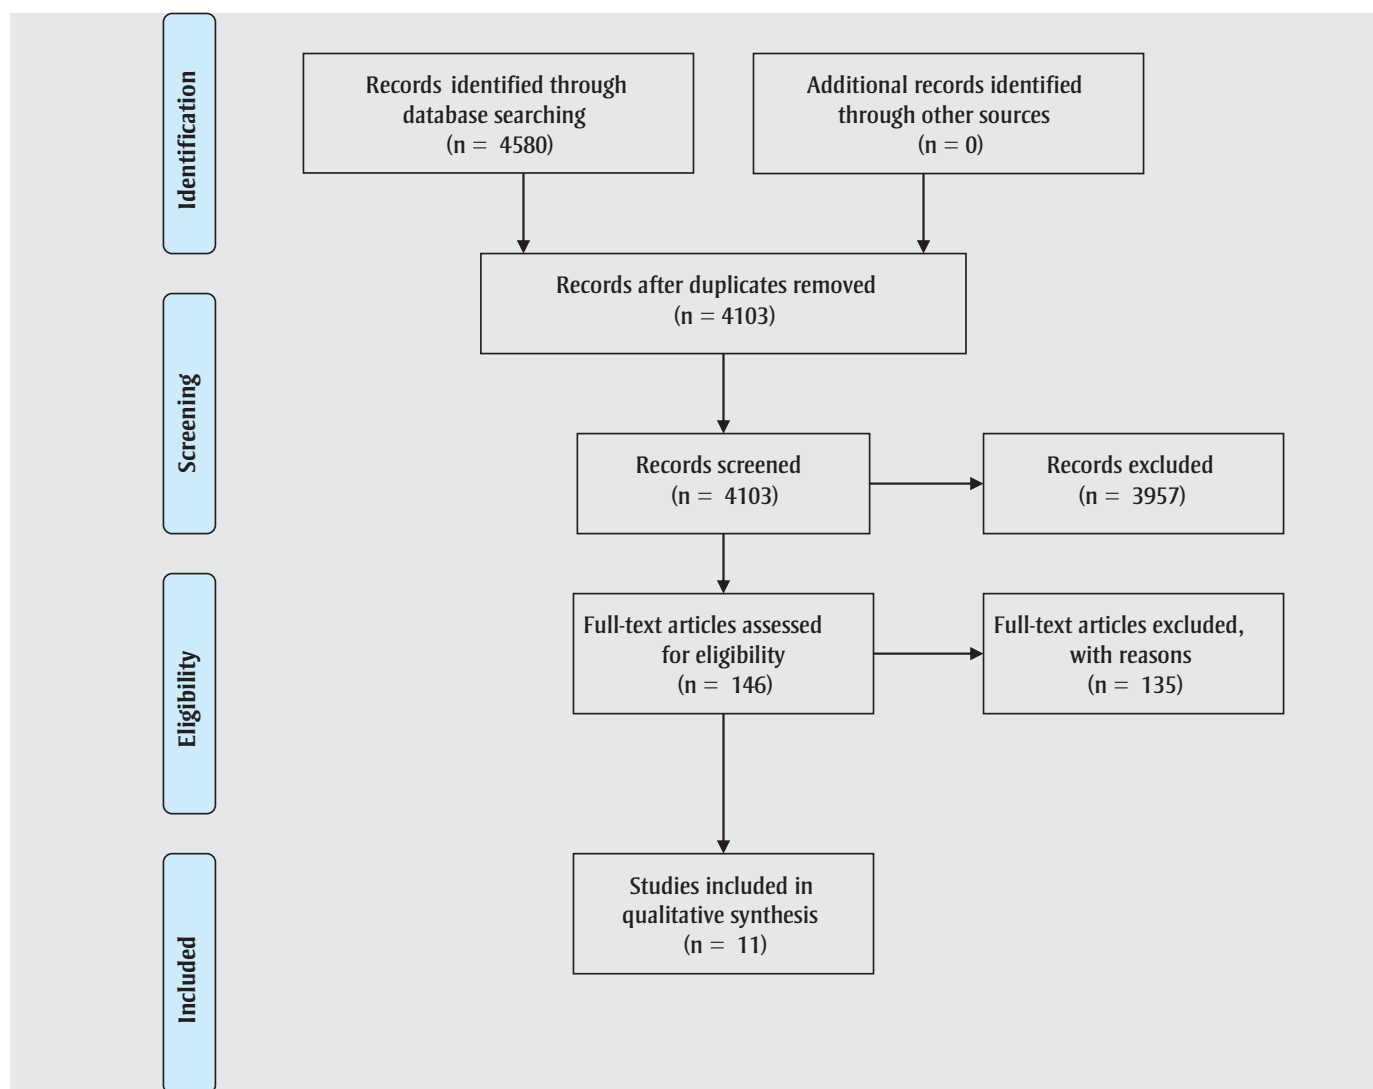 Identification
Records identified through
database searching
(n = 4580)
Additional records identified
through other sources
(n = 0)
Records after duplicates removed
(n = 4103)
Screening
Records screened
(n = 4103)
Records excluded
(n = 3957)
Eligibility
Full-text articles assessed
for eligibility
(n = 146)
Full-text articles excluded,
with reasons
(n = 135)
Included
Studies included in
qualitative synthesis
(n = 11)